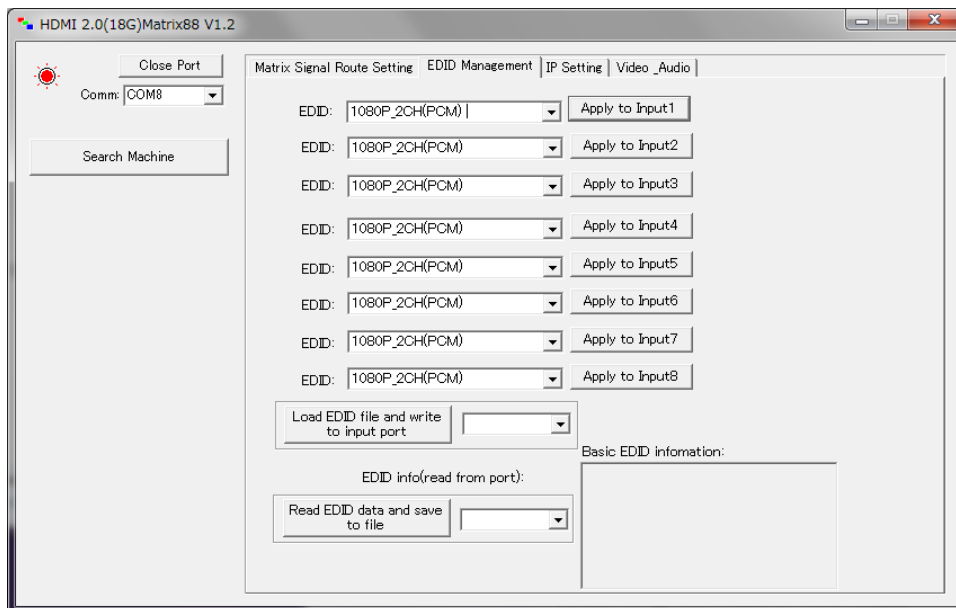 HDMI 2.0(18G)Matrix88 V1.2
Close Port
Comm: COM8
Search Machine
Matrix Signal Route Setting EDID Management IP Setting Video _Audio
EDID: 1080P_2CH(PCM) Apply to Input1
EDID: 1080P_2CH(PCM) Apply to Input2
EDID: 1080P_2CH(PCM) Apply to Input3
EDID: 1080P_2CH(PCM) Apply to Input4
EDID: 1080P_2CH(PCM) Apply to Input5
EDID: 1080P_2CH(PCM) Apply to Input6
EDID: 1080P_2CH(PCM) Apply to Input7
EDID: 1080P_2CH(PCM) Apply to Input8
Load EDID file and write
to input port
Basic EDID infomation:
EDID info(read from port):
Read EDID data and save
to file